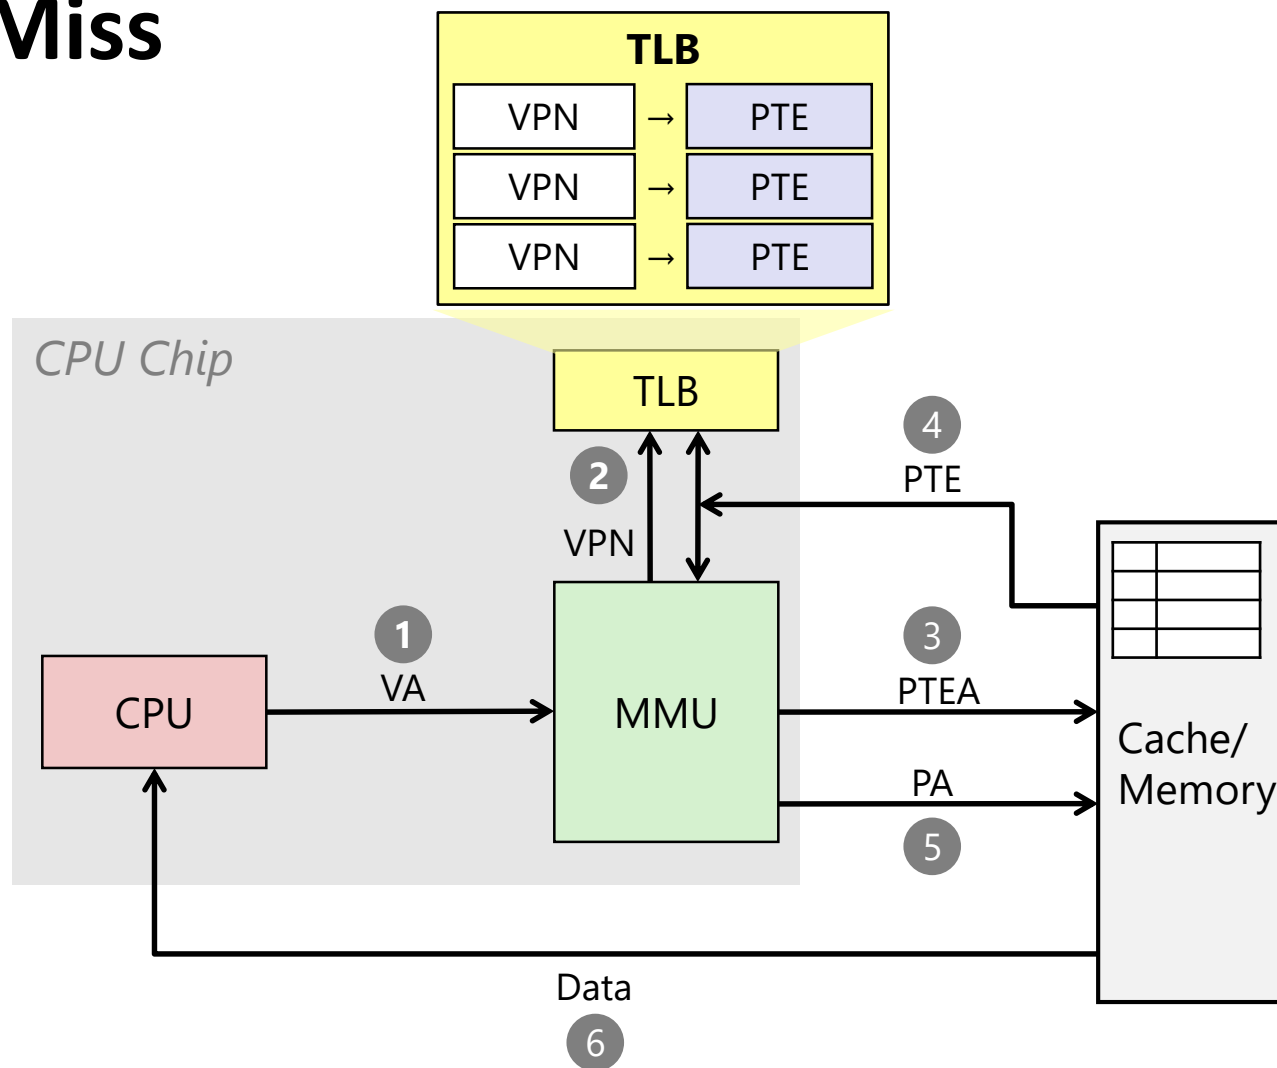 Miss
TLB
VPN → PTE
VPN → PTE
VPN → PTE
CPU Chip
TLB
4
PTE
2
VPN
1
VA
3
PTEA
CPU
MMU
Cache/
Memory
PA
5
Data
6